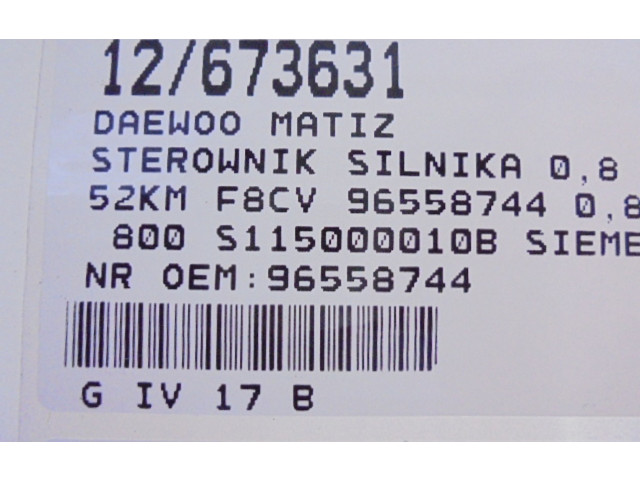 12/673631
DAEWOO MATIZ
STEROWNIK SILNIKA 0,8
52KM F8CV 96558744 0,8
800 S115000010B SIEME
NR OEM:96558744
G IV 17 B